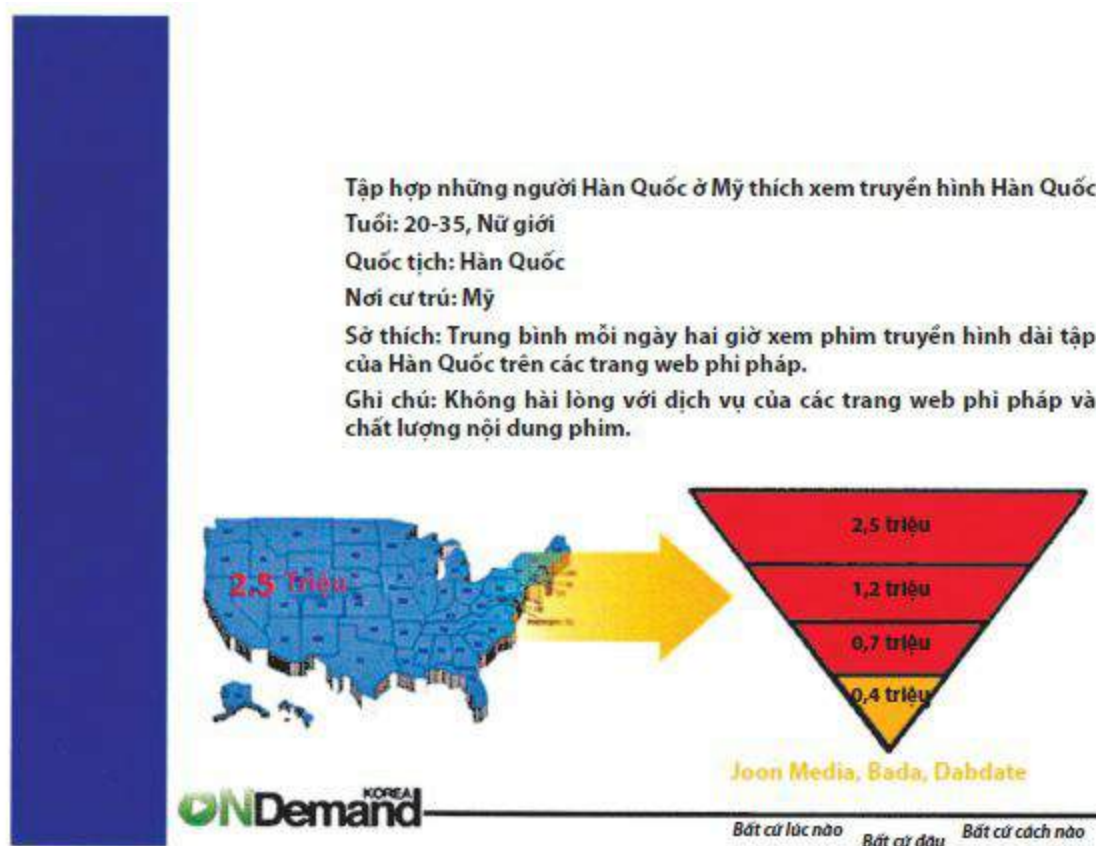 Tập hợp những người Hàn Quốc ở Mỹ thích xem truyền hình Hàn Quốc
Tuổi: 20-35, Nữ giới
Quốc tịch: Hàn Quốc
Nơi cư trú: Mỹ
Sở thích: Trung bình mỗi ngày hai giờ xem phim truyền hình dài tập
của Hàn Quốc trên các trang web phi pháp.
Ghi chú: Không hài lòng với dịch vụ của các trang web phi pháp và
chất lượng nội dung phim.
2.5 Triệu
2,5 triệu
1,2 triệu
0,7 triệu
0,4 triệu
Joon Media, Bada, Dabdate
ONDemand KOREA
Bất cứ lúc nào Bất cứ đâu Bất cứ cách nào